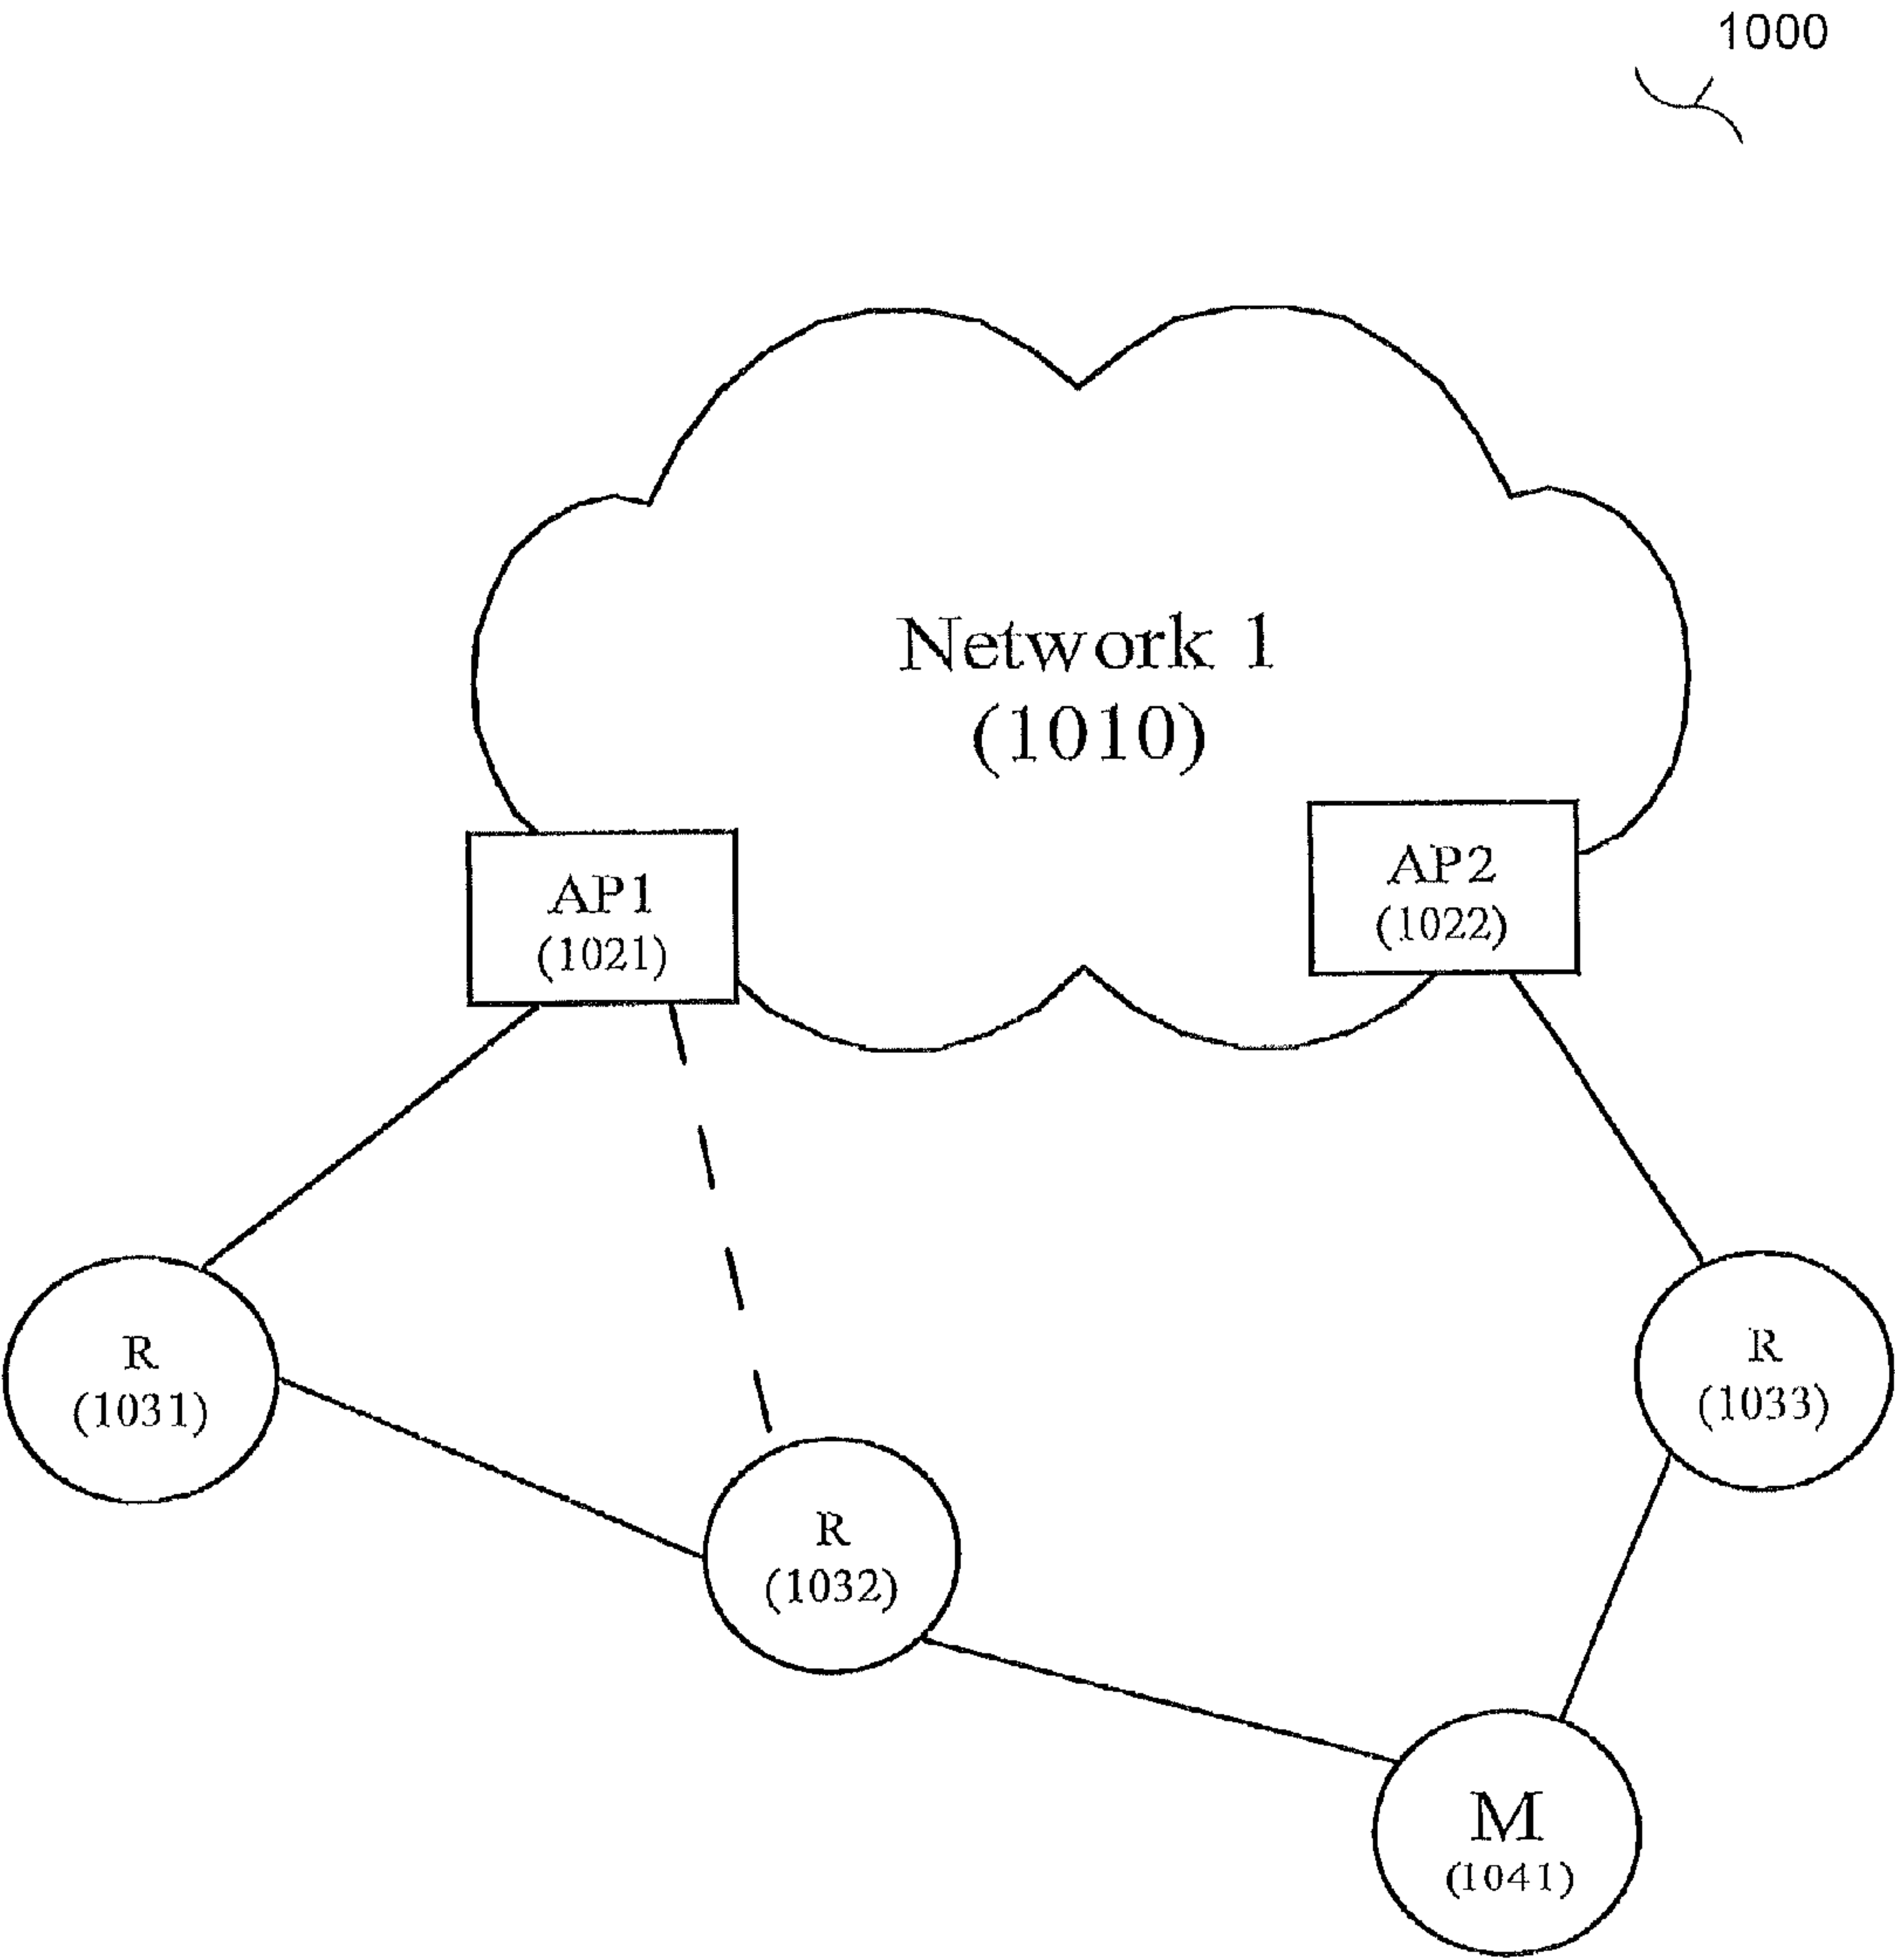 1000
Network 1
(1010)
AP1
(1021)
AP2
(1022)
R
(1031)
R
(1032)
R
(1033)
M
(1041)